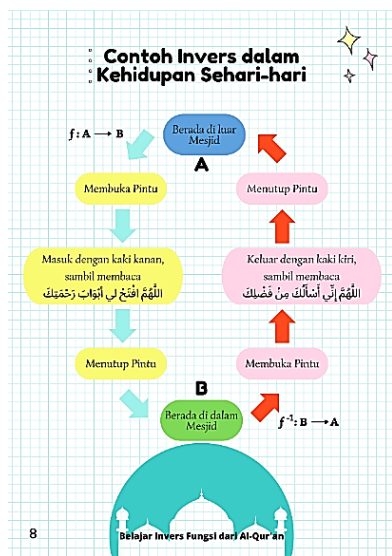 Contoh Invers dalam
Kehidupan Sehari-hari
f : A → B
Berada di luar
Mesjid
A
Membuka Pintu
Menutup Pintu
Masuk dengan kaki kanan,
sambil membaca
اللَّهُمَّ افْتَحْ لِي أَبْوَابَ رَحْمَتِكَ
Keluar dengan kaki kiri,
sambil membaca
اللَّهُمَّ إِنِّي أَسْأَلُكَ مِنْ فَضْلِكَ
Menutup Pintu
Membuka Pintu
B
Berada di dalam
Mesjid
f⁻¹: B → A
8
Belajar Invers Fungsi dari Al-Qur'an